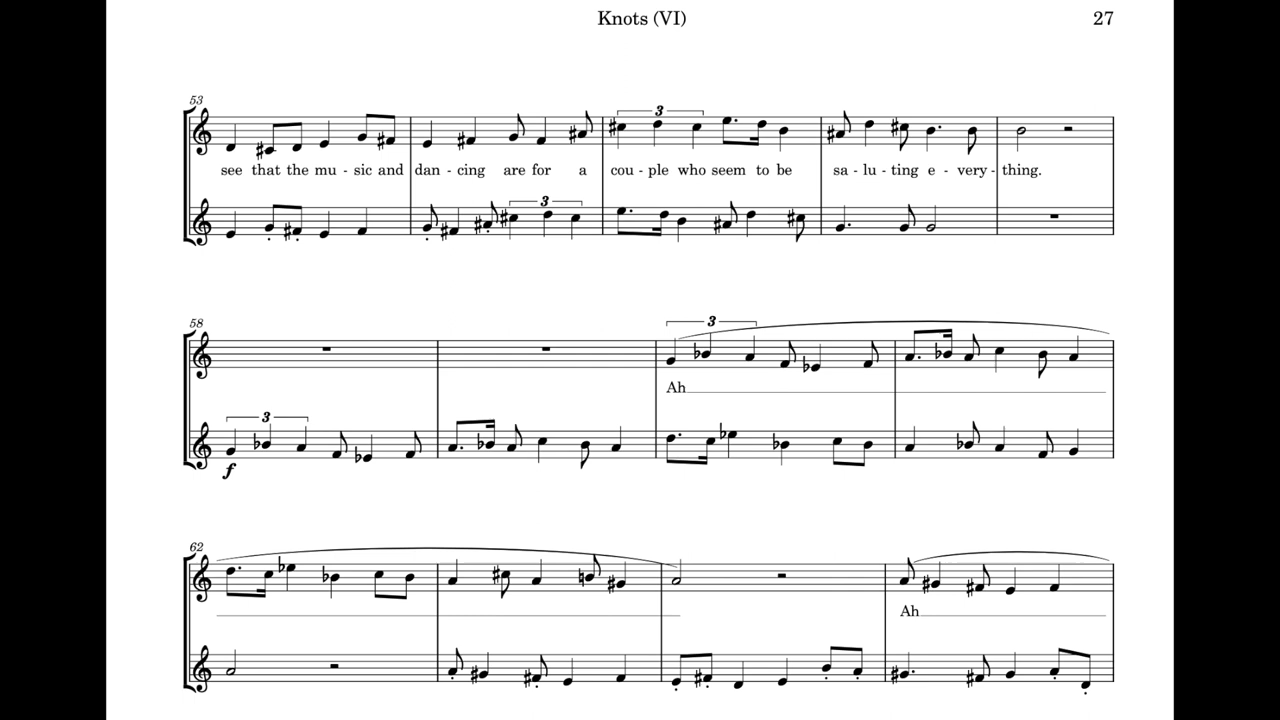 Knots (VI) 27
53
3
see that the mu - sic and dan - cing are for a cou - ple who seem to be sa - lu - ting e - very - thing.
3
58
3
Ah
3
f
62
Ah